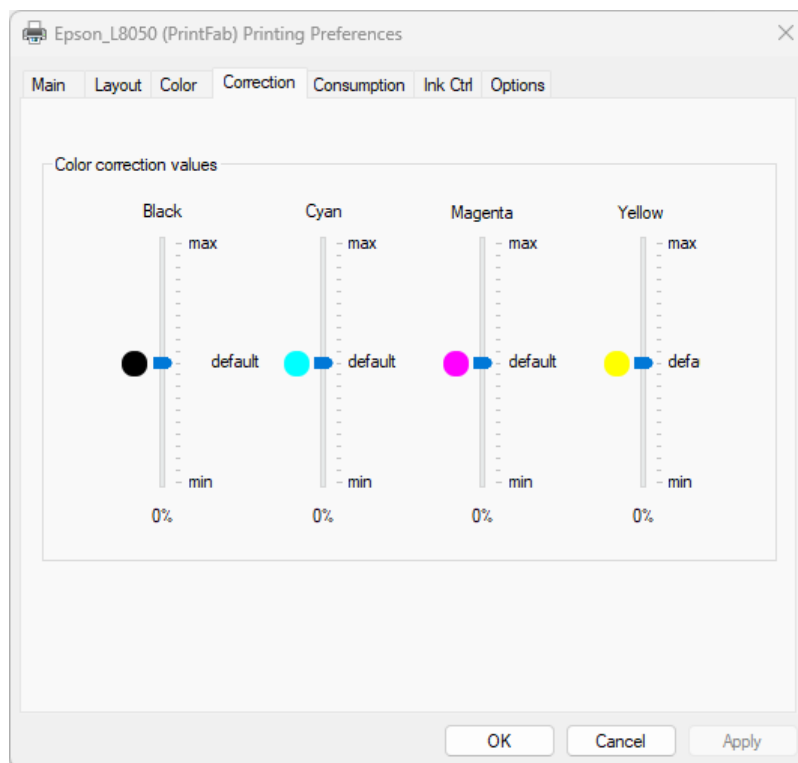 Epson_L8050 (PrintFab) Printing Preferences
Main Layout Color Correction Consumption Ink Ctrl Options
Color correction values
Black Cyan Magenta Yellow
max max max max
default default default defa
min min min min
0% 0% 0% 0%
OK Cancel Apply